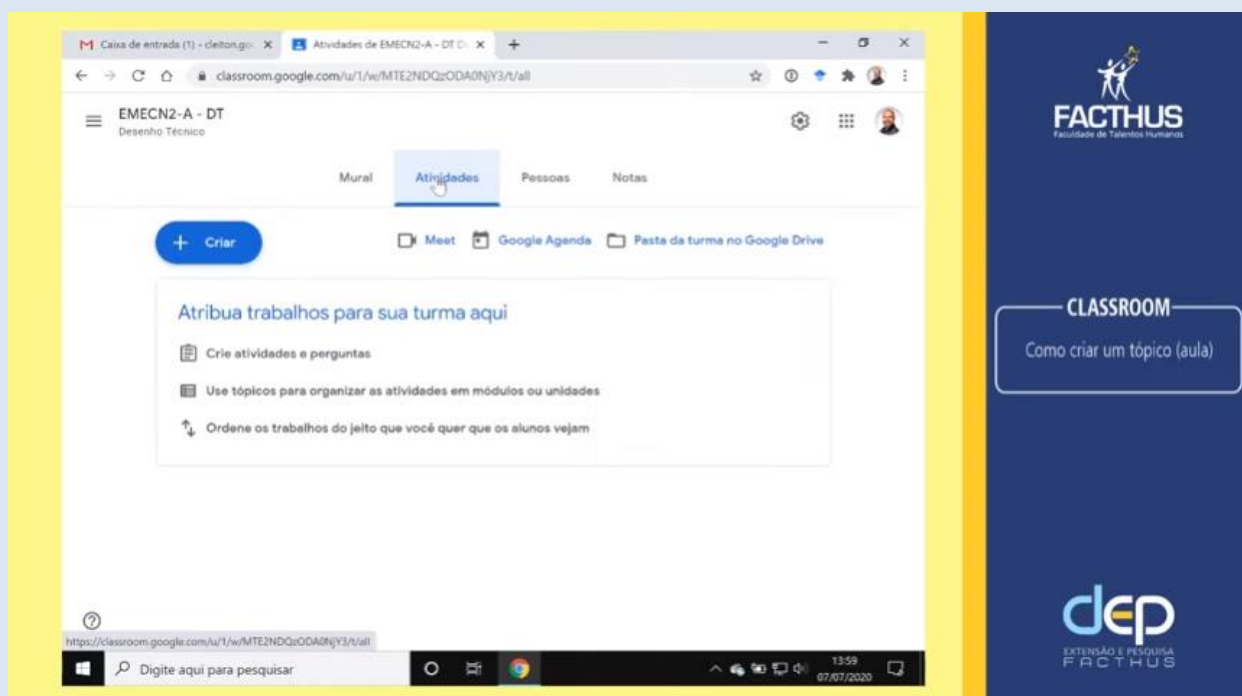 Caixa de entrada (1) - cleiton.go
Atividades de EMECN2-A - DT D
classroom.google.com/u/1/w/MTE2NDQzODA0NjY3/t/all
EMECN2-A - DT
Desenho Técnico
Mural Atividades Pessoas Notas
Criar
Meet Google Agenda Pasta da turma no Google Drive
Atribua trabalhos para sua turma aqui
Crie atividades e perguntas
Use tópicos para organizar as atividades em módulos ou unidades
Ordene os trabalhos do jeito que você quer que os alunos vejam
https://classroom.google.com/u/1/w/MTE2NDQzODA0NjY3/t/all
Digite aqui para pesquisar
13:59
07/07/2020
FACTHUS
Faculdade de Talentos Humanos
CLASSROOM
Como criar um tópico (aula)
dep
EXTENSÃO E PESQUISA
FACTHUS